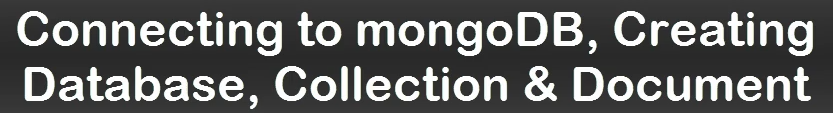 Connecting to mongoDB, Creating
Database, Collection & Document